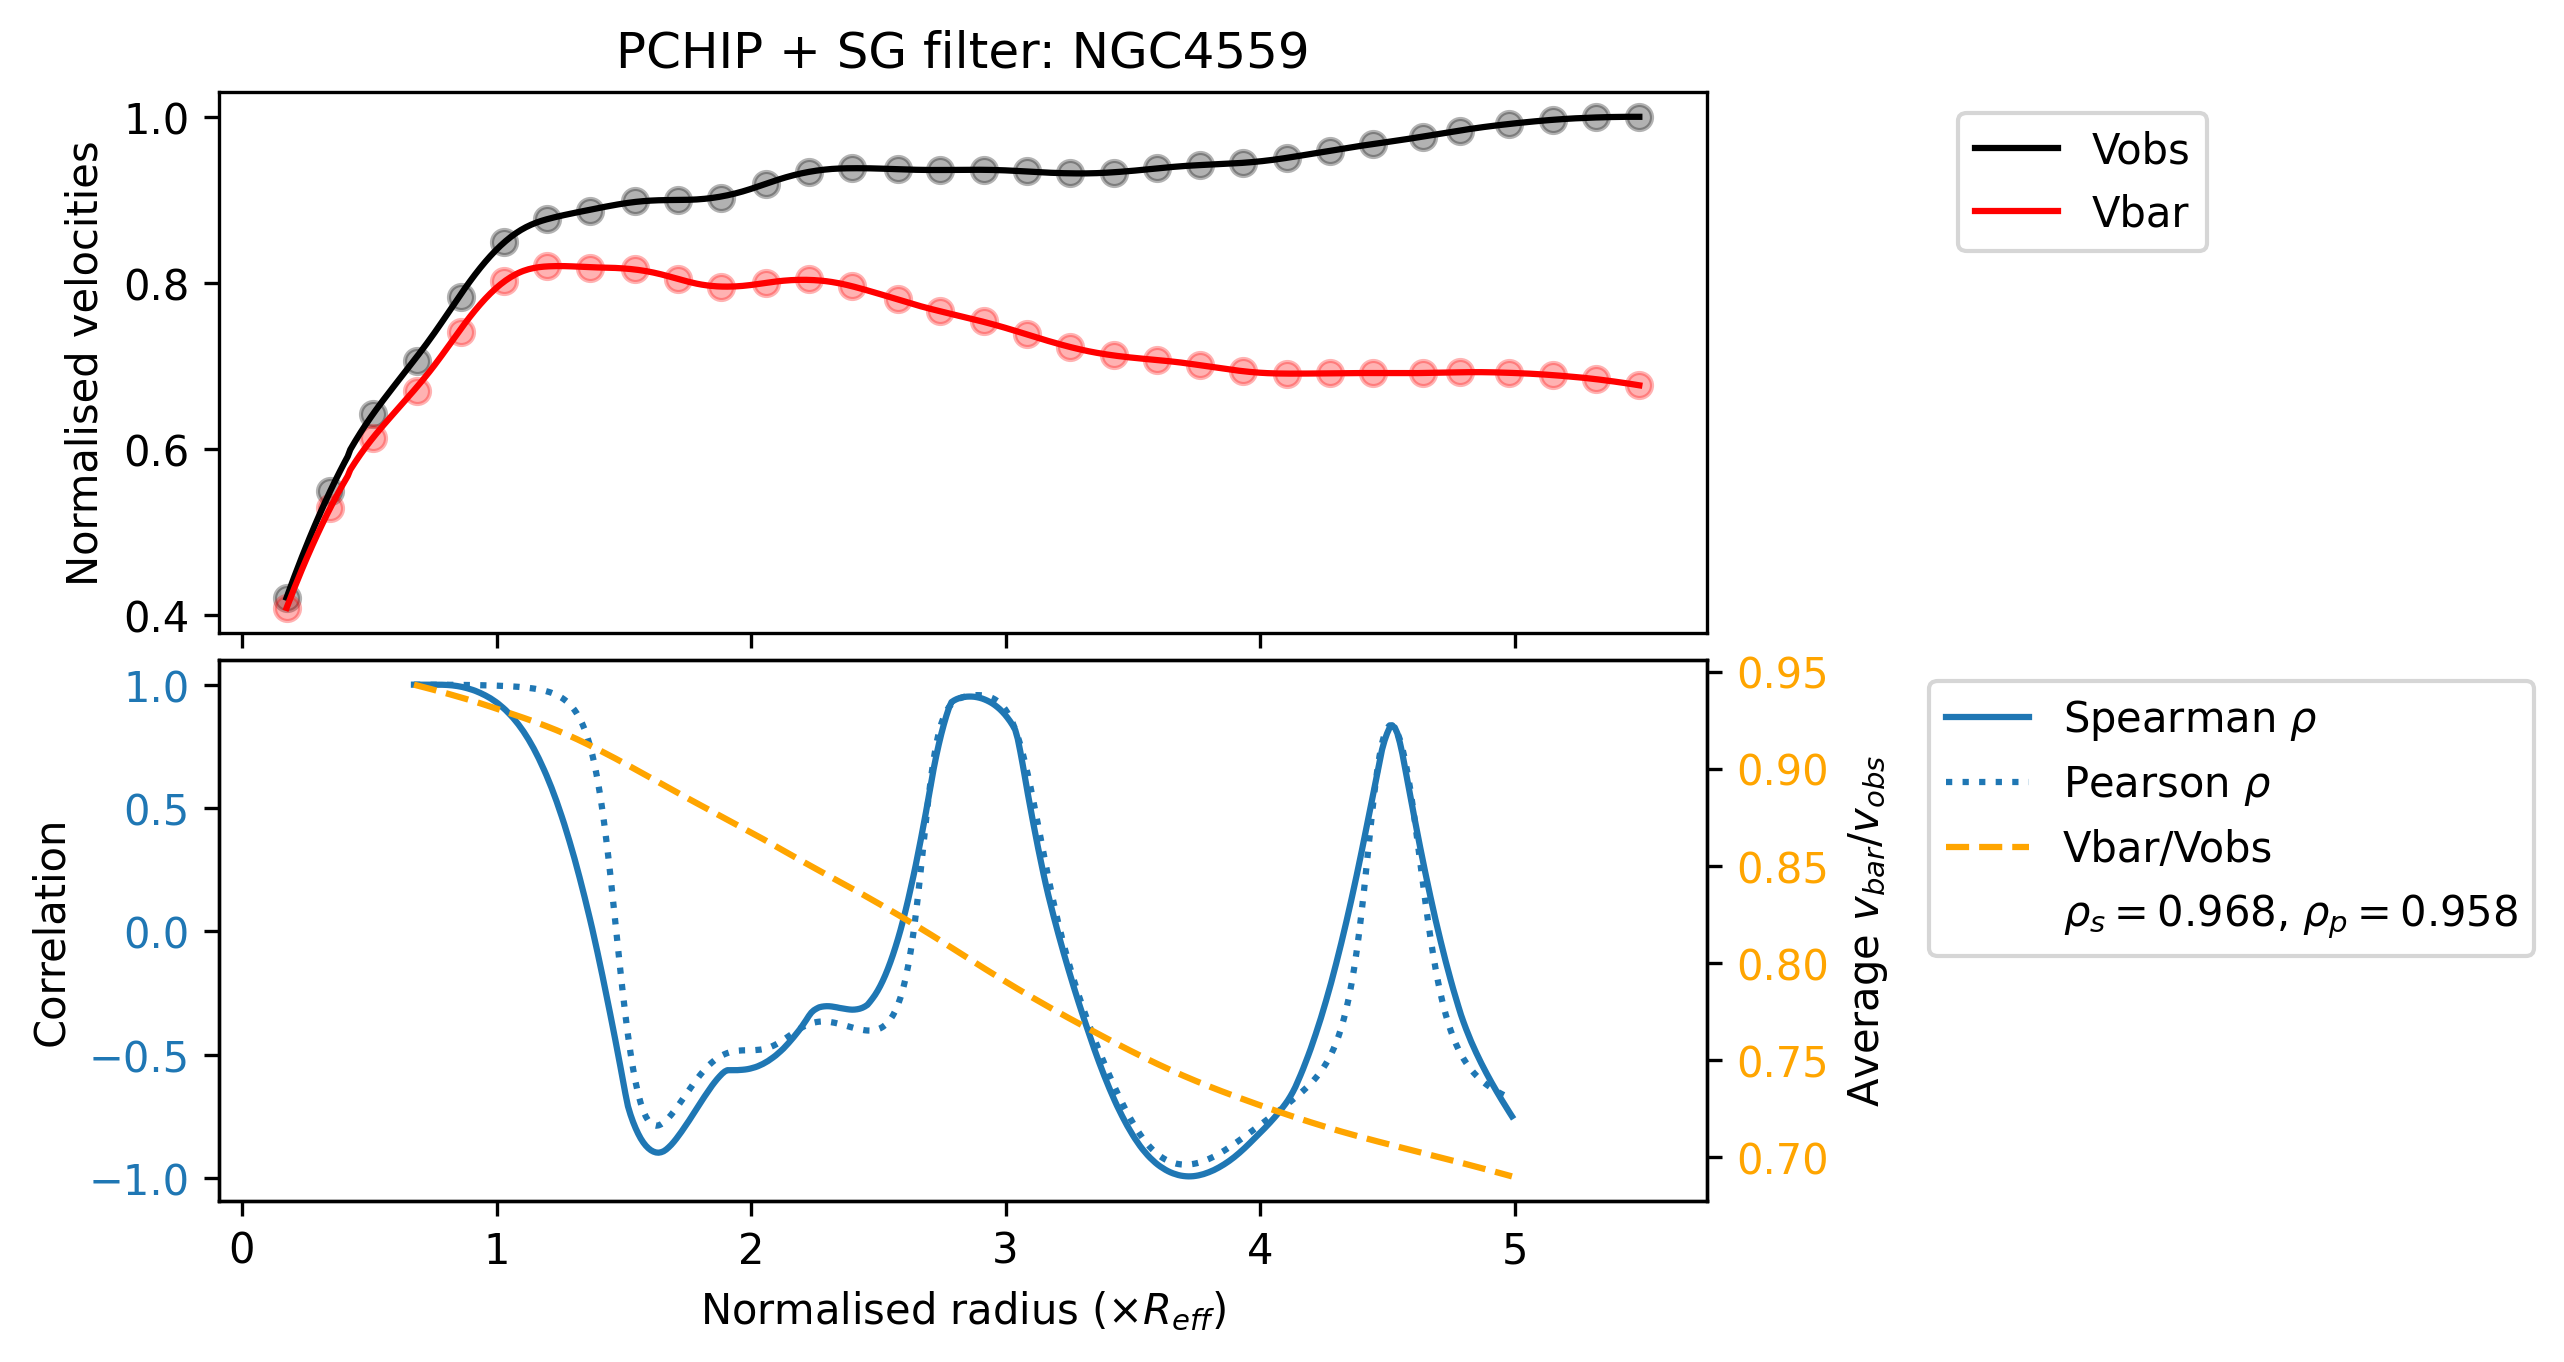 PCHIP + SG filter: NGC4559
Normalised velocities
1.0
0.8
0.6
0.4
Vobs
Vbar
Correlation
1.0
0.5
0.0
−0.5
−1.0
0.95
0.90
0.85
0.80
0.75
0.70
Average v_bar/v_obs
Spearman ρ
Pearson ρ
Vbar/Vobs
ρ_s = 0.968, ρ_p = 0.958
0 1 2 3 4 5
Normalised radius (×R_eff)